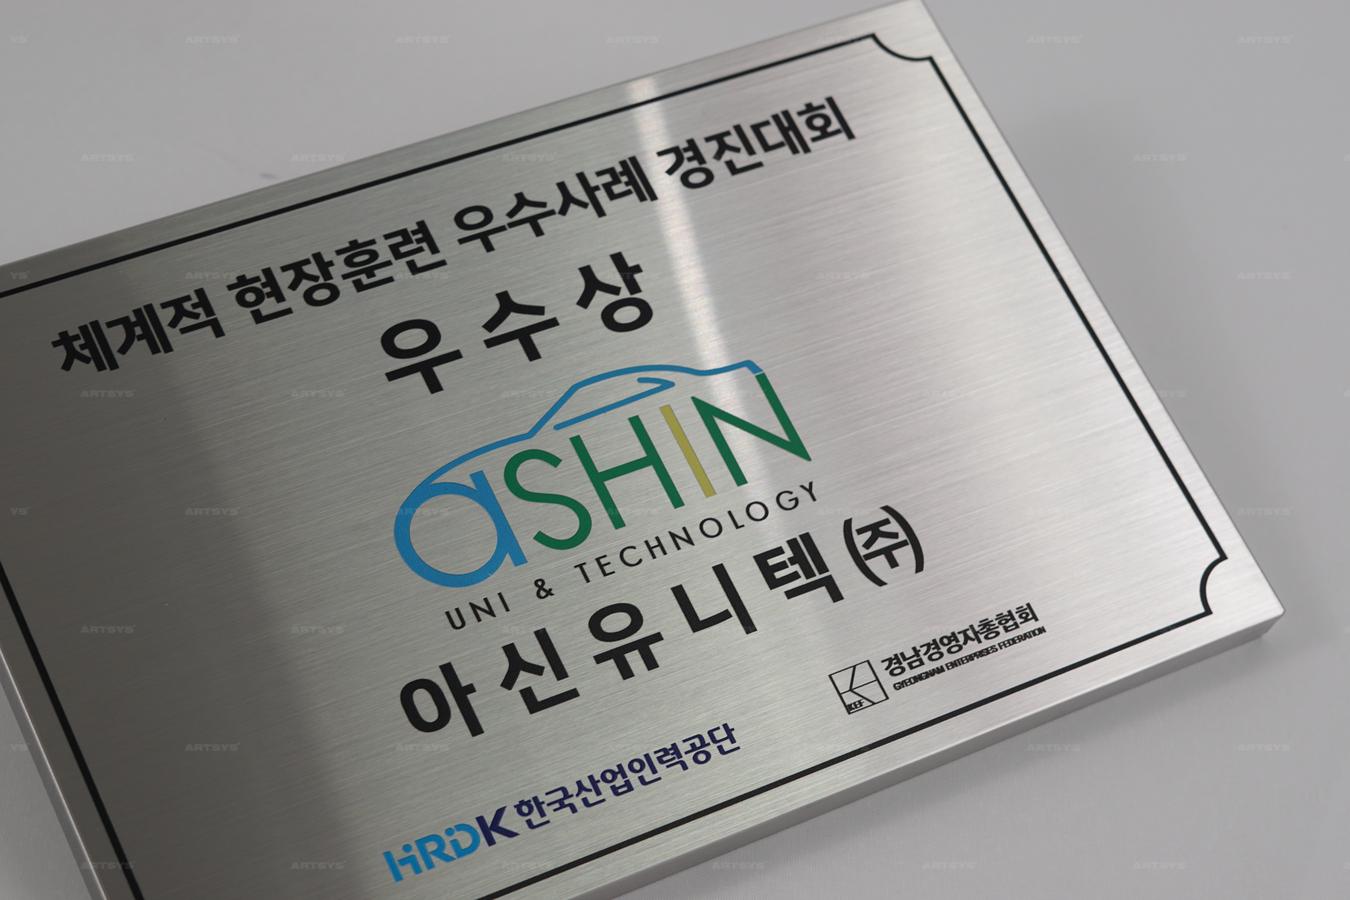 체계적 현장훈련 우수사례 경진대회
우수상
aSHIN
UNI & TECHNOLOGY
아신유니텍 (주)
KEF 경남경영자총협회
GYEONGNAM ENTERPRISES FEDERATION
HRDK 한국산업인력공단
ARTSYS